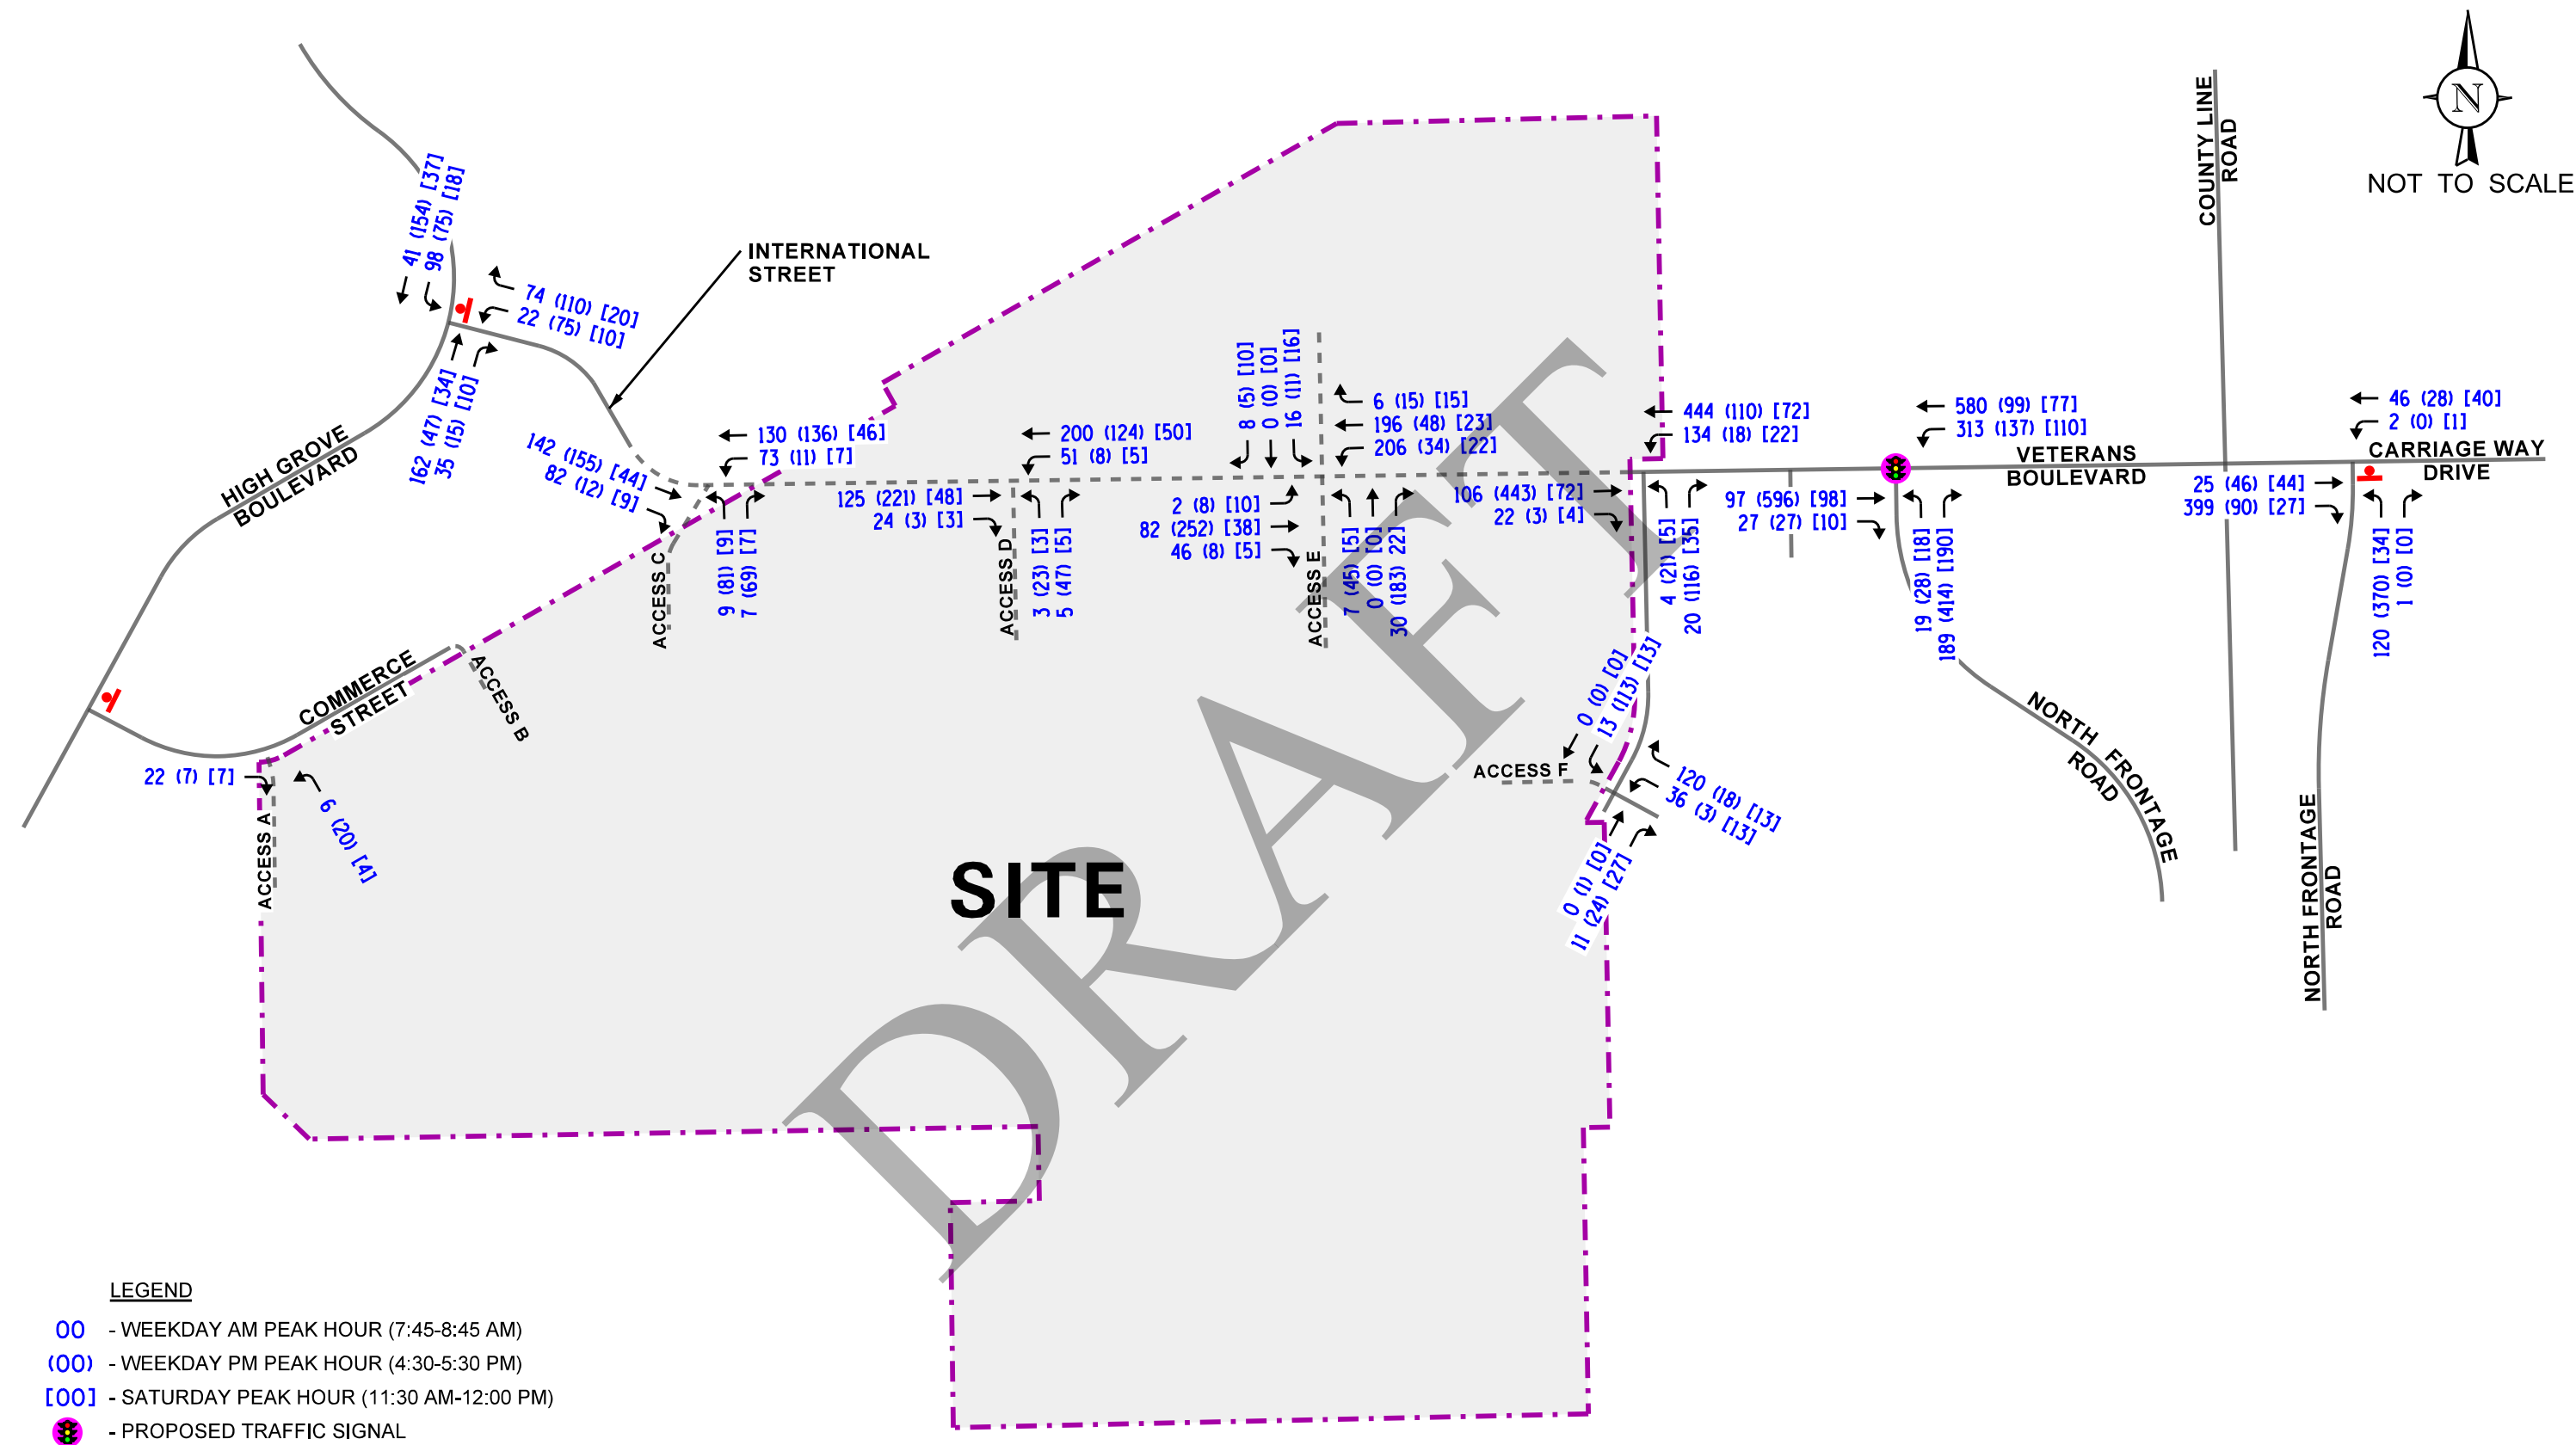 N
NOT TO SCALE
COUNTY LINE
ROAD
INTERNATIONAL
STREET
41 (154) [37]
98 (75) [18]
74 (110) [20]
22 (75) [10]
162 (47) [34]
35 (15) [10]
HIGH GROVE
BOULEVARD
142 (155) [44]
82 (12) [9]
130 (136) [46]
73 (11) [7]
9 (81) [9]
7 (69) [7]
ACCESS C
200 (124) [50]
51 (8) [5]
125 (221) [48]
24 (3) [3]
3 (23) [3]
5 (47) [5]
ACCESS D
8 (5) [10]
0 (0) [0]
16 (11) [16]
6 (15) [15]
196 (48) [23]
206 (34) [22]
2 (8) [10]
82 (252) [38]
46 (8) [5]
7 (45) [5]
0 (0) [0]
30 (183) 22]
ACCESS E
444 (110) [72]
134 (18) [22]
106 (443) [72]
22 (3) [4]
4 (21) [5]
20 (116) [35]
580 (99) [77]
313 (137) [110]
97 (596) [98]
27 (27) [10]
19 (28) [18]
189 (414) [190]
VETERANS
BOULEVARD
46 (28) [40]
2 (0) [1]
CARRIAGE WAY
DRIVE
25 (46) [44]
399 (90) [27]
120 (370) [34]
1 (0) [0]
NORTH FRONTAGE
ROAD
NORTH FRONTAGE
ROAD
COMMERCE
STREET
ACCESS B
22 (7) [7]
6 (20) [4]
ACCESS A
0 (0) [0]
13 (113) [13]
ACCESS F
120 (18) [13]
36 (3) [13]
0 (1) [0]
11 (24) [27]
SITE
DRAFT
LEGEND
00 - WEEKDAY AM PEAK HOUR (7:45-8:45 AM)
(00) - WEEKDAY PM PEAK HOUR (4:30-5:30 PM)
[00] - SATURDAY PEAK HOUR (11:30 AM-12:00 PM)
- PROPOSED TRAFFIC SIGNAL